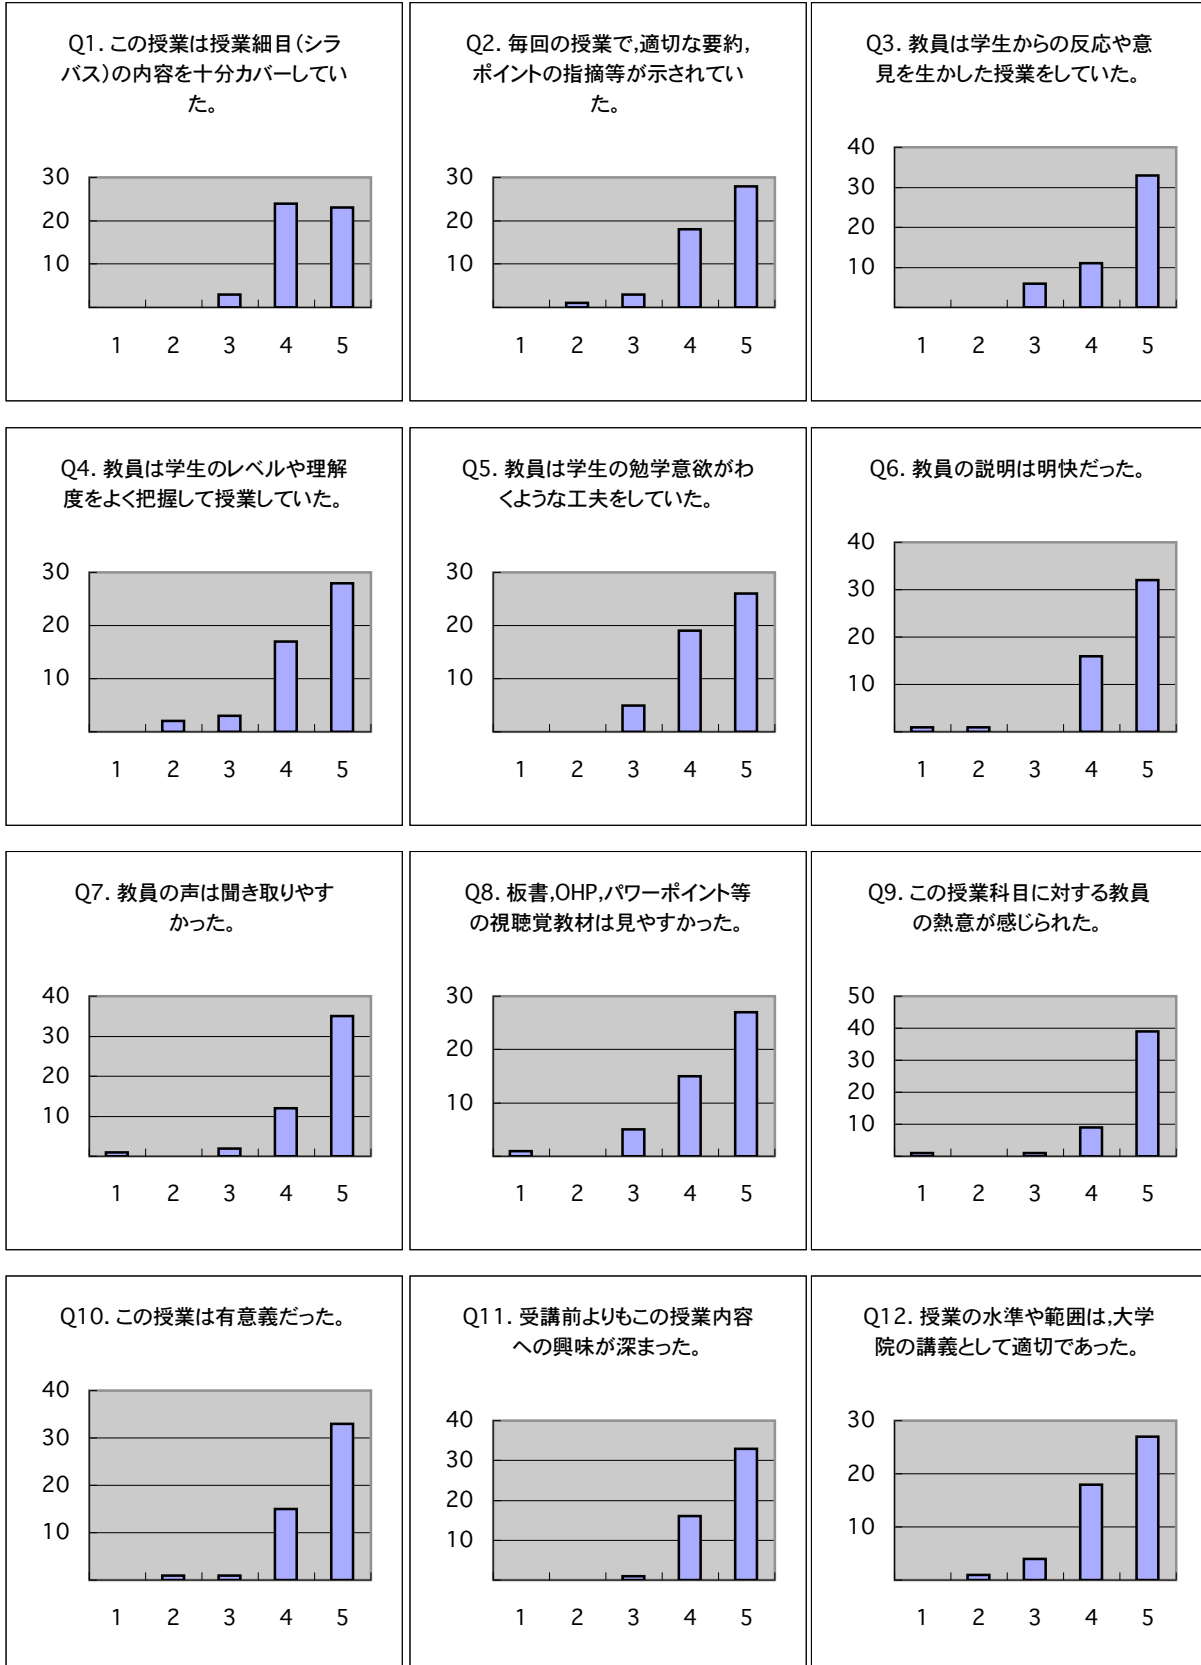 Q1. この授業は授業細目(シラ
バス)の内容を十分カバーしてい
た。
30
20
10
1 2 3 4 5
Q2. 毎回の授業で,適切な要約,
ポイントの指摘等が示されてい
た。
30
20
10
1 2 3 4 5
Q3. 教員は学生からの反応や意
見を生かした授業をしていた。
40
30
20
10
1 2 3 4 5
Q4. 教員は学生のレベルや理解
度をよく把握して授業していた。
30
20
10
1 2 3 4 5
Q5. 教員は学生の勉学意欲がわ
くような工夫をしていた。
30
20
10
1 2 3 4 5
Q6. 教員の説明は明快だった。
40
30
20
10
1 2 3 4 5
Q7. 教員の声は聞き取りやす
かった。
40
30
20
10
1 2 3 4 5
Q8. 板書,OHP,パワーポイント等
の視聴覚教材は見やすかった。
30
20
10
1 2 3 4 5
Q9. この授業科目に対する教員
の熱意が感じられた。
50
40
30
20
10
1 2 3 4 5
Q10. この授業は有意義だった。
40
30
20
10
1 2 3 4 5
Q11. 受講前よりもこの授業内容
への興味が深まった。
40
30
20
10
1 2 3 4 5
Q12. 授業の水準や範囲は,大学
院の講義として適切であった。
30
20
10
1 2 3 4 5